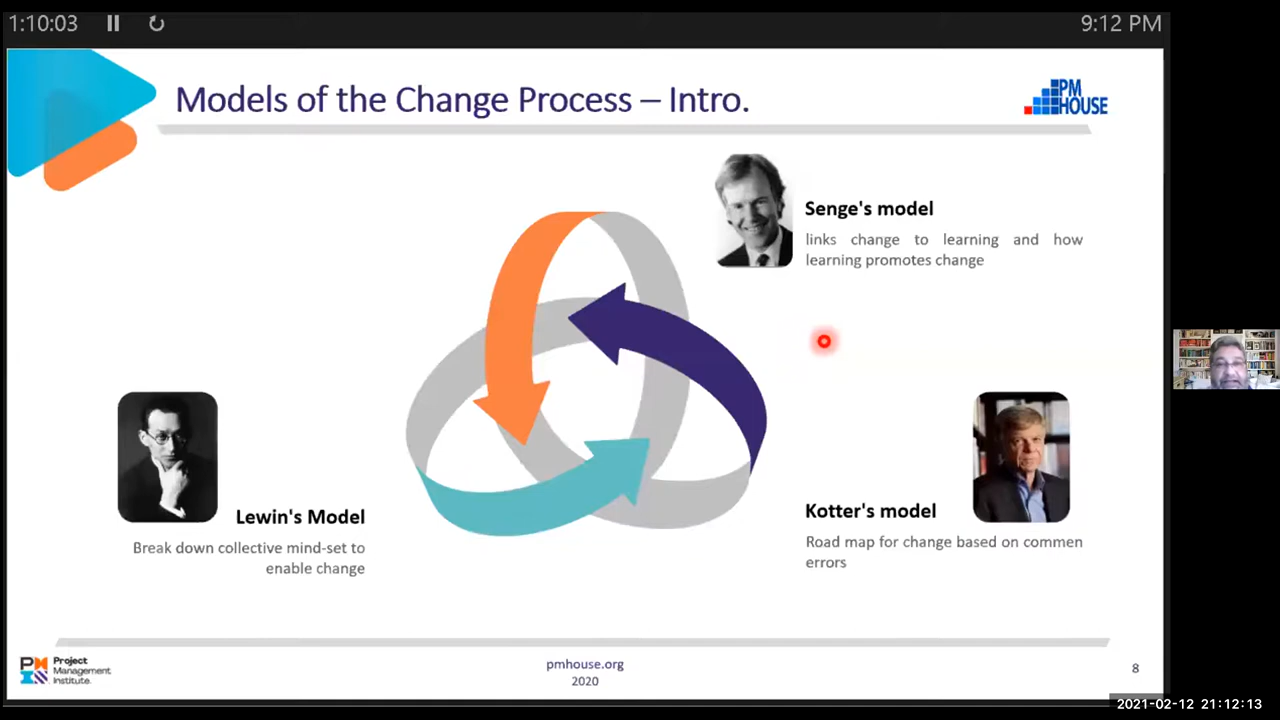 1:10:03
9:12 PM
Models of the Change Process – Intro.
PM
HOUSE
Senge's model
links change to learning and how
learning promotes change
Lewin's Model
Break down collective mind-set to
enable change
Kotter's model
Road map for change based on commen
errors
Project
Management
Institute.
pmhouse.org
2020
8
2021-02-12 21:12:13